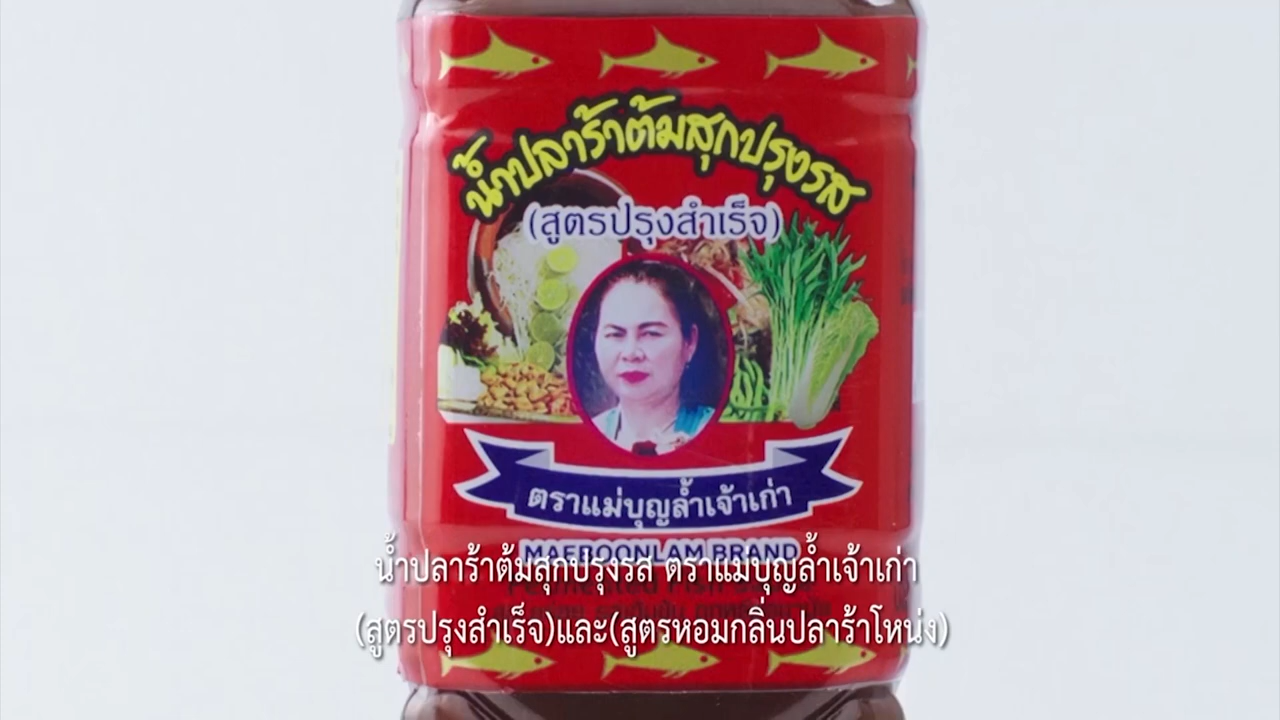 น้ำปลาร้าต้มสุกปรุงรส
(สูตรปรุงสำเร็จ)
ตราแม่บุญล้ำเจ้าเก่า
MAEBOONLAM BRAND
น้ำปลาร้าต้มสุกปรุงรส ตราแม่บุญล้ำเจ้าเก่า
(สูตรปรุงสำเร็จ)และ(สูตรหอมกลิ่นปลาร้าโหน่ง)